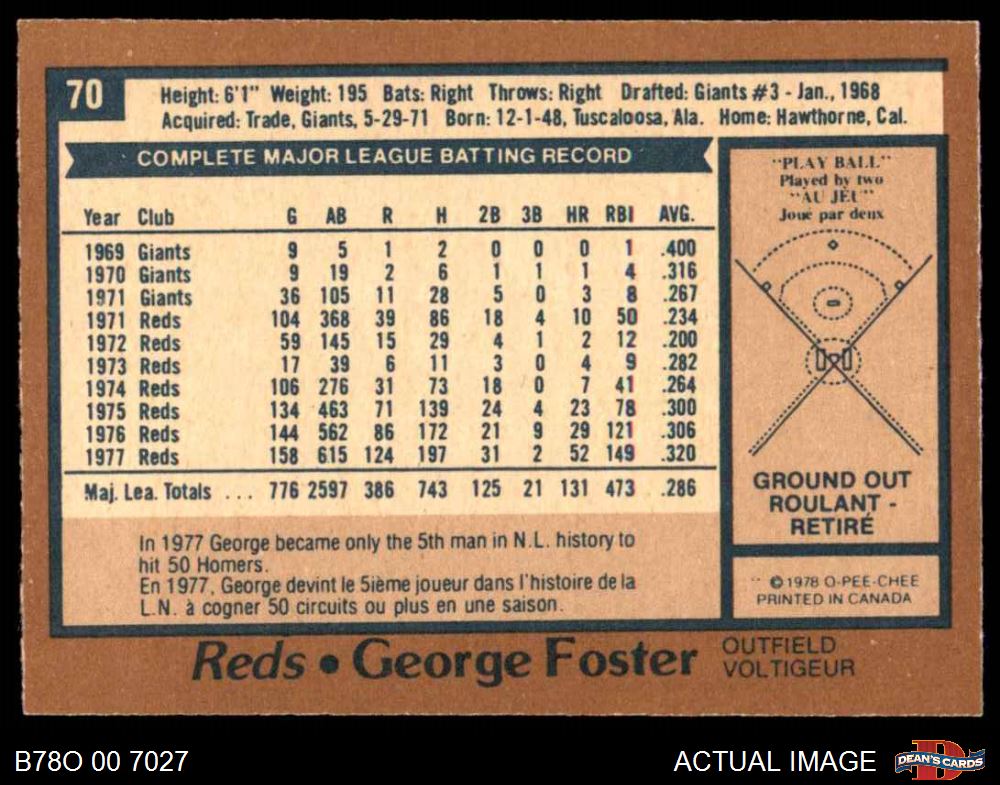 70
Height: 6'1" Weight: 195 Bats: Right Throws: Right Drafted: Giants #3 - Jan., 1968
Acquired: Trade, Giants, 5-29-71 Born: 12-1-48, Tuscaloosa, Ala. Home: Hawthorne, Cal.
COMPLETE MAJOR LEAGUE BATTING RECORD
Year Club G AB R H 2B 3B HR RBI AVG.
1969 Giants 9 5 1 2 0 0 0 1 .400
1970 Giants 9 19 2 6 1 1 1 4 .316
1971 Giants 36 105 11 28 5 0 3 8 .267
1971 Reds 104 368 39 86 18 4 10 50 .234
1972 Reds 59 145 15 29 4 1 2 12 .200
1973 Reds 17 39 6 11 3 0 4 9 .282
1974 Reds 106 276 31 73 18 0 7 41 .264
1975 Reds 134 463 71 139 24 4 23 78 .300
1976 Reds 144 562 86 172 21 9 29 121 .306
1977 Reds 158 615 124 197 31 2 52 149 .320
Maj. Lea. Totals ... 776 2597 386 743 125 21 131 473 .286
In 1977 George became only the 5th man in N.L. history to
hit 50 Homers.
En 1977, George devint le 5ième joueur dans l'histoire de la
L.N. à cogner 50 circuits ou plus en une saison.
"PLAY BALL"
Played by two
"AU JEU"
Joué par deux
GROUND OUT
ROULANT -
RETIRÉ
©1978 O-PEE-CHEE
PRINTED IN CANADA
Reds • George Foster
OUTFIELD
VOLTIGEUR
B78O 00 7027
ACTUAL IMAGE
D
DEAN'S CARDS